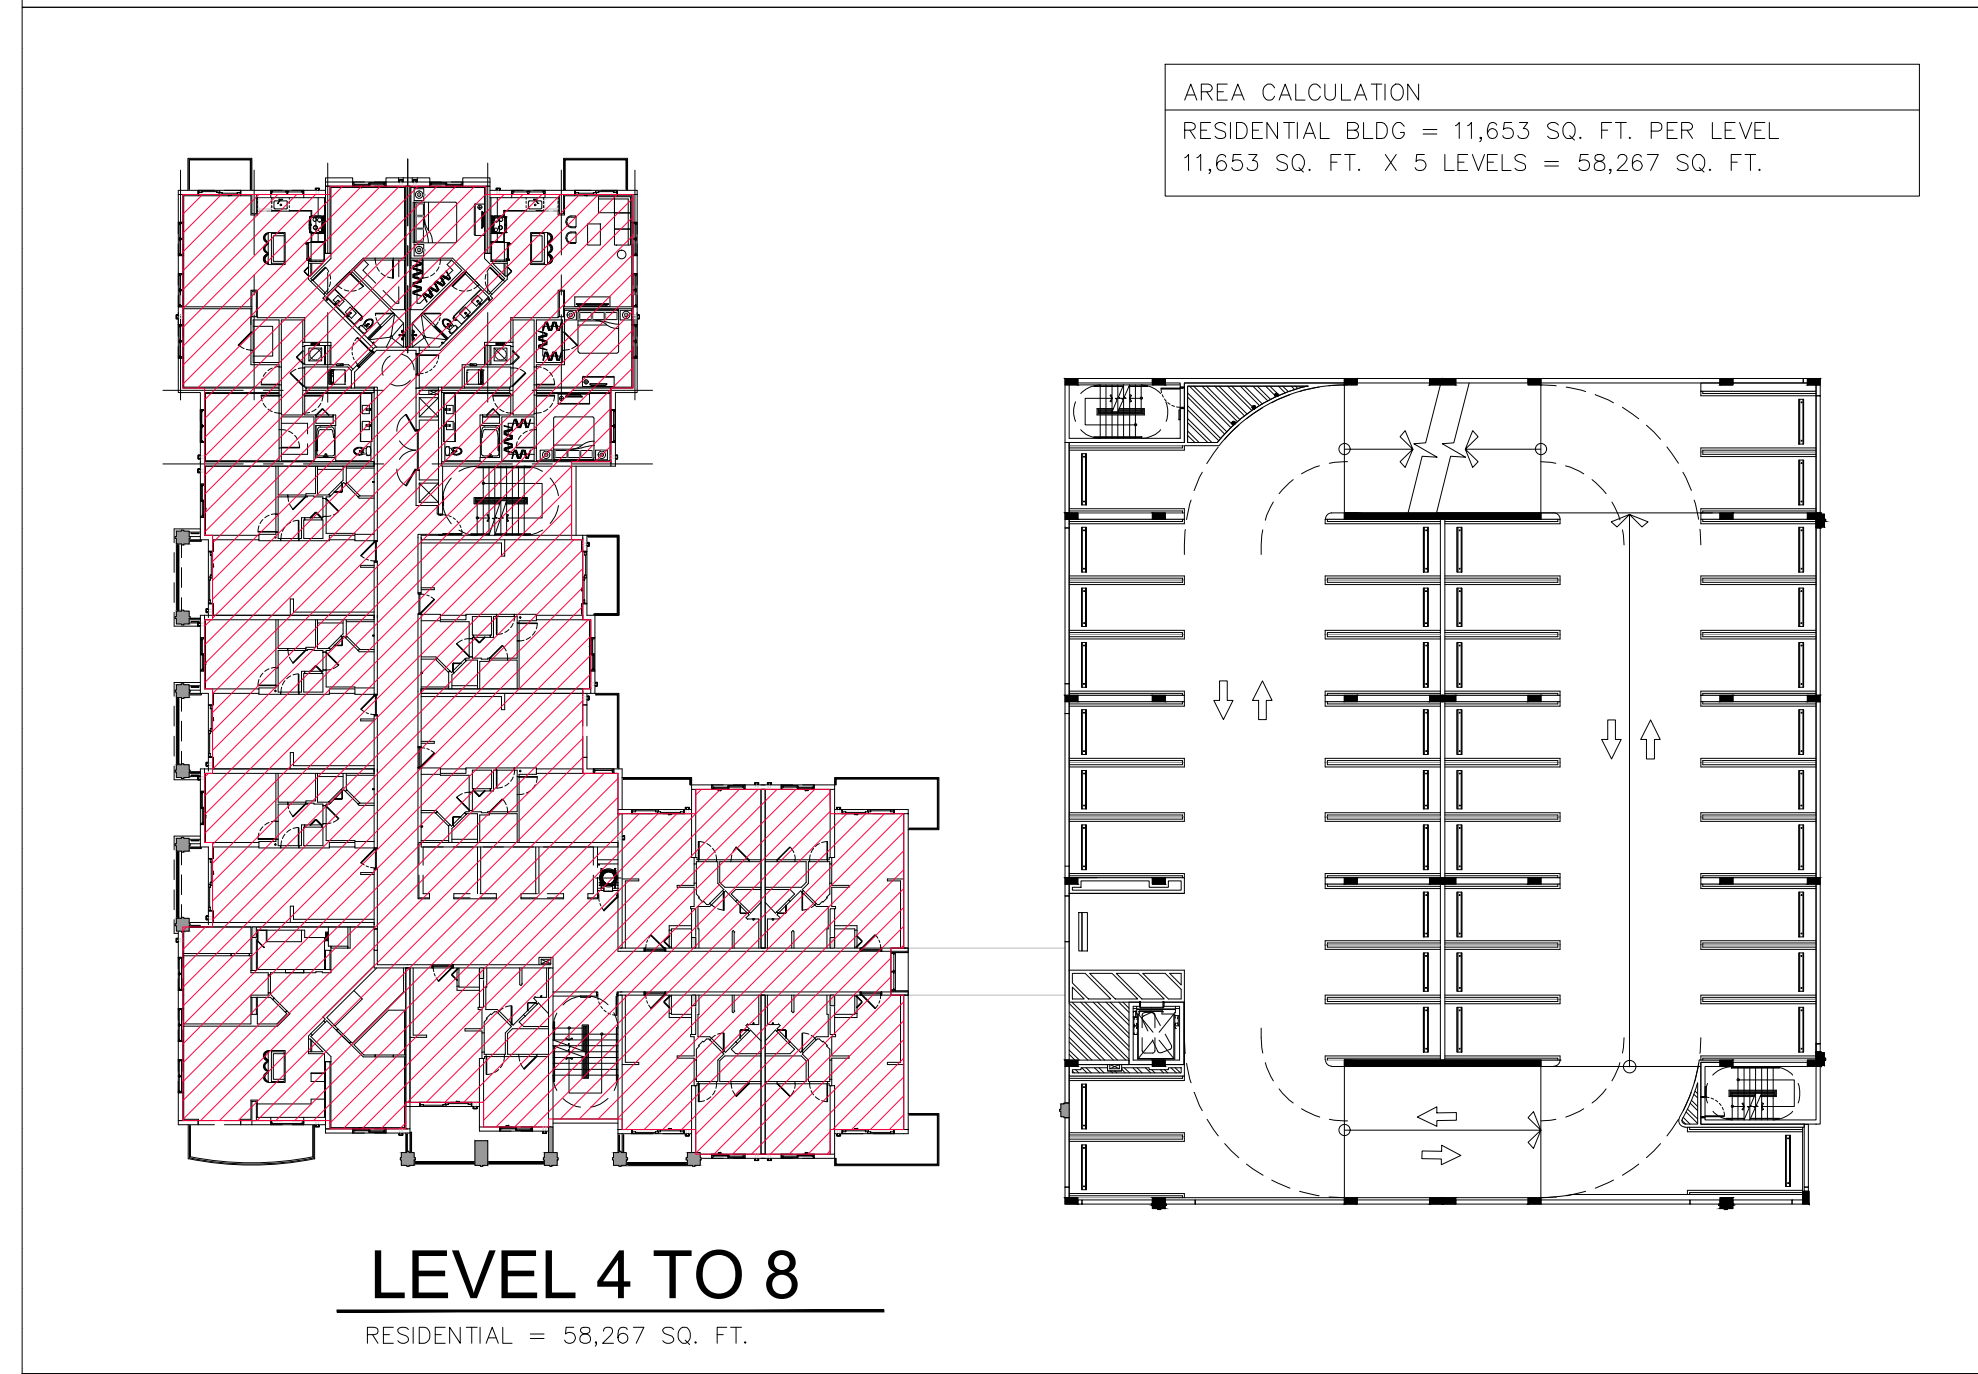 AREA CALCULATION
RESIDENTIAL BLDG = 11,653 SQ. FT. PER LEVEL
11,653 SQ. FT. X 5 LEVELS = 58,267 SQ. FT.
LEVEL 4 TO 8
RESIDENTIAL = 58,267 SQ. FT.